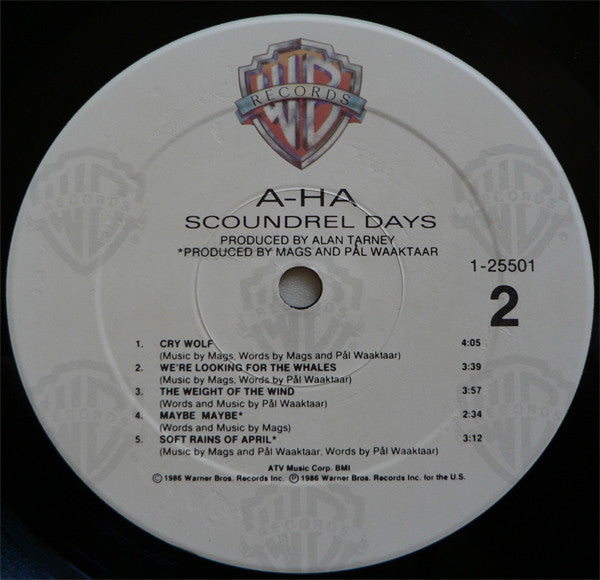 WB
RECORDS
A-HA
SCOUNDREL DAYS
PRODUCED BY ALAN TARNEY
*PRODUCED BY MAGS AND PÅL WAAKTAAR
1-25501
2
1. CRY WOLF 4:05
(Music by Mags, Words by Mags and Pål Waaktaar)
2. WE'RE LOOKING FOR THE WHALES 3:39
(Music by Mags, Words by Pål Waaktaar)
3. THE WEIGHT OF THE WIND 3:57
(Words and Music by Pål Waaktaar)
4. MAYBE MAYBE* 2:34
(Words and Music by Mags)
5. SOFT RAINS OF APRIL* 3:12
(Music by Mags and Pål Waaktaar, Words by Pål Waaktaar)
ATV Music Corp. BMI
©1986 Warner Bros. Records Inc. ℗1986 Warner Bros. Records Inc. for the U.S.